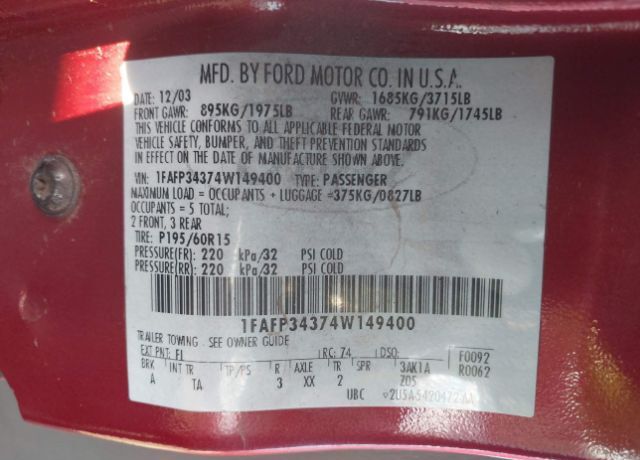 MFD. BY FORD MOTOR CO. IN U.S.A.
DATE: 12/03 GVWR: 1685KG/3715LB
FRONT GAWR: 895KG/1975LB REAR GAWR: 791KG/1745LB
THIS VEHICLE CONFORMS TO ALL APPLICABLE FEDERAL MOTOR
VEHICLE SAFETY, BUMPER, AND THEFT PREVENTION STANDARDS
IN EFFECT ON THE DATE OF MANUFACTURE SHOWN ABOVE.
VIN: 1FAFP34374W149400 TYPE: PASSENGER
MAXIMUM LOAD = OCCUPANTS + LUGGAGE =375KG/0827LB
OCCUPANTS = 5 TOTAL;
2 FRONT, 3 REAR
TIRE: P195/60R15
PRESSURE(FR): 220 kPa/32 PSI COLD
PRESSURE(RR): 220 kPa/32 PSI COLD
1FAFP34374W149400
TRAILER TOWING - SEE OWNER GUIDE
EXT PNT: FI RC: 74 DSO: F0092
BRK INT TR TP/PS R AXLE TR SPR 3AK1A R0062
A TA 3 XX 2 Z05
UBC